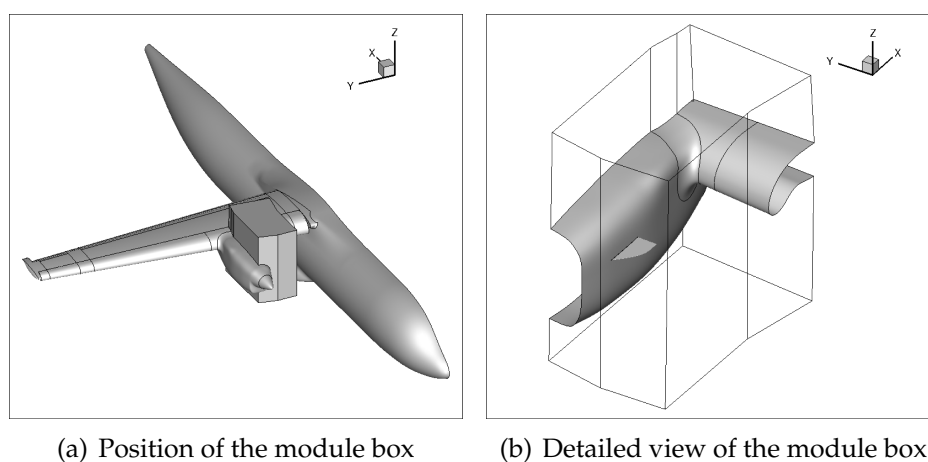 Z
X
Y
Z
Y
X
(a) Position of the module box
(b) Detailed view of the module box